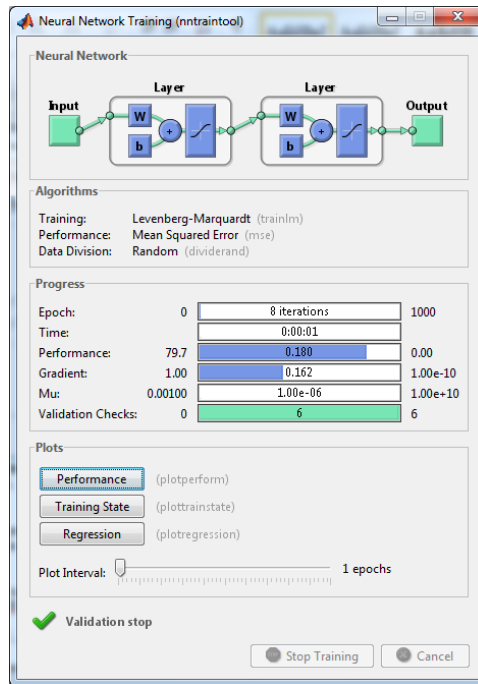 Neural Network Training (nntraintool)
Neural Network
Layer Layer
Input Output
W W
+ +
b b
Algorithms
Training: Levenberg-Marquardt (trainlm)
Performance: Mean Squared Error (mse)
Data Division: Random (dividerand)
Progress
Epoch: 0 8 iterations 1000
Time: 0:00:01
Performance: 79.7 0.180 0.00
Gradient: 1.00 0.162 1.00e-10
Mu: 0.00100 1.00e-06 1.00e+10
Validation Checks: 0 6 6
Plots
Performance (plotperform)
Training State (plottrainstate)
Regression (plotregression)
Plot Interval: 1 epochs
Validation stop
Stop Training Cancel